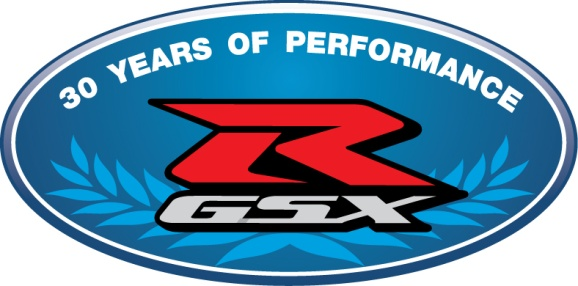 30 YEARS OF PERFORMANCE
R
GSX